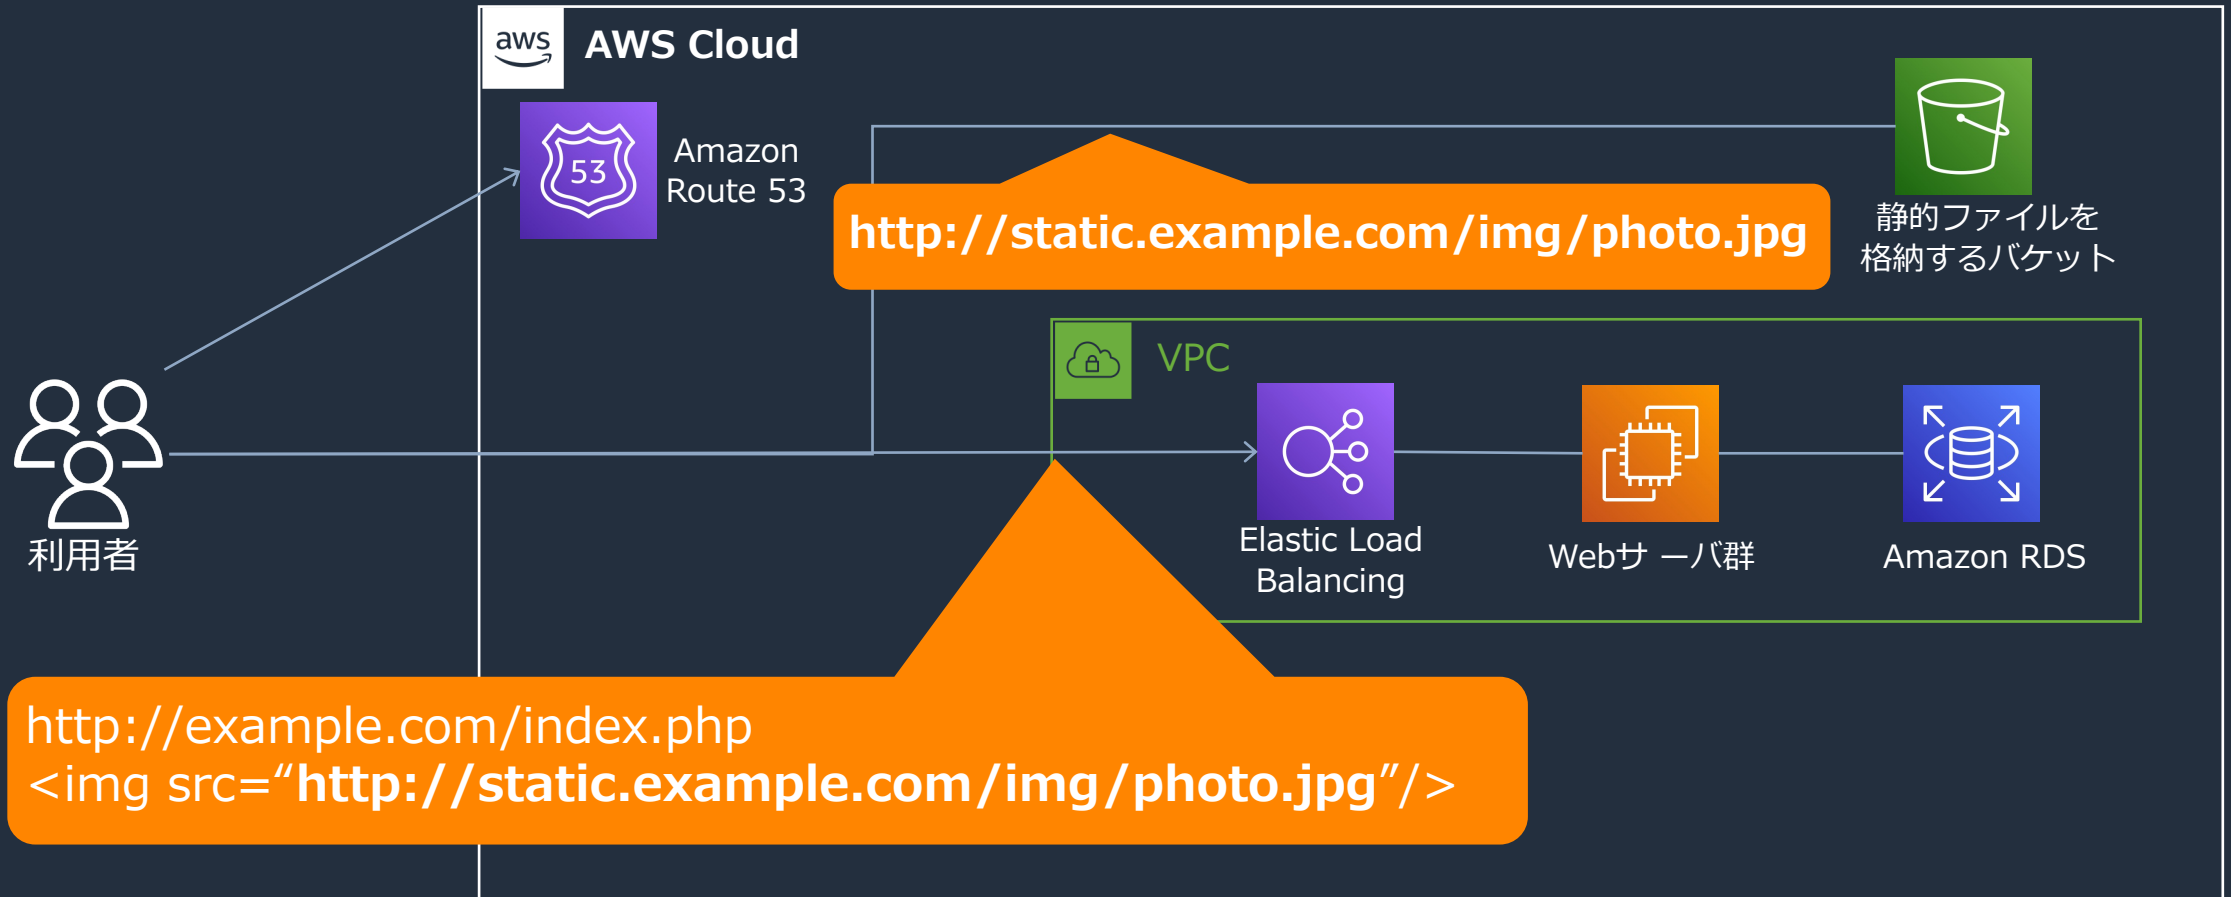 aws
AWS Cloud
53
Amazon
Route 53
http://static.example.com/img/photo.jpg
静的ファイルを
格納するバケット
VPC
利用者
Elastic Load
Balancing
Webサーバ群
Amazon RDS
http://example.com/index.php
<img src=“http://static.example.com/img/photo.jpg”/>